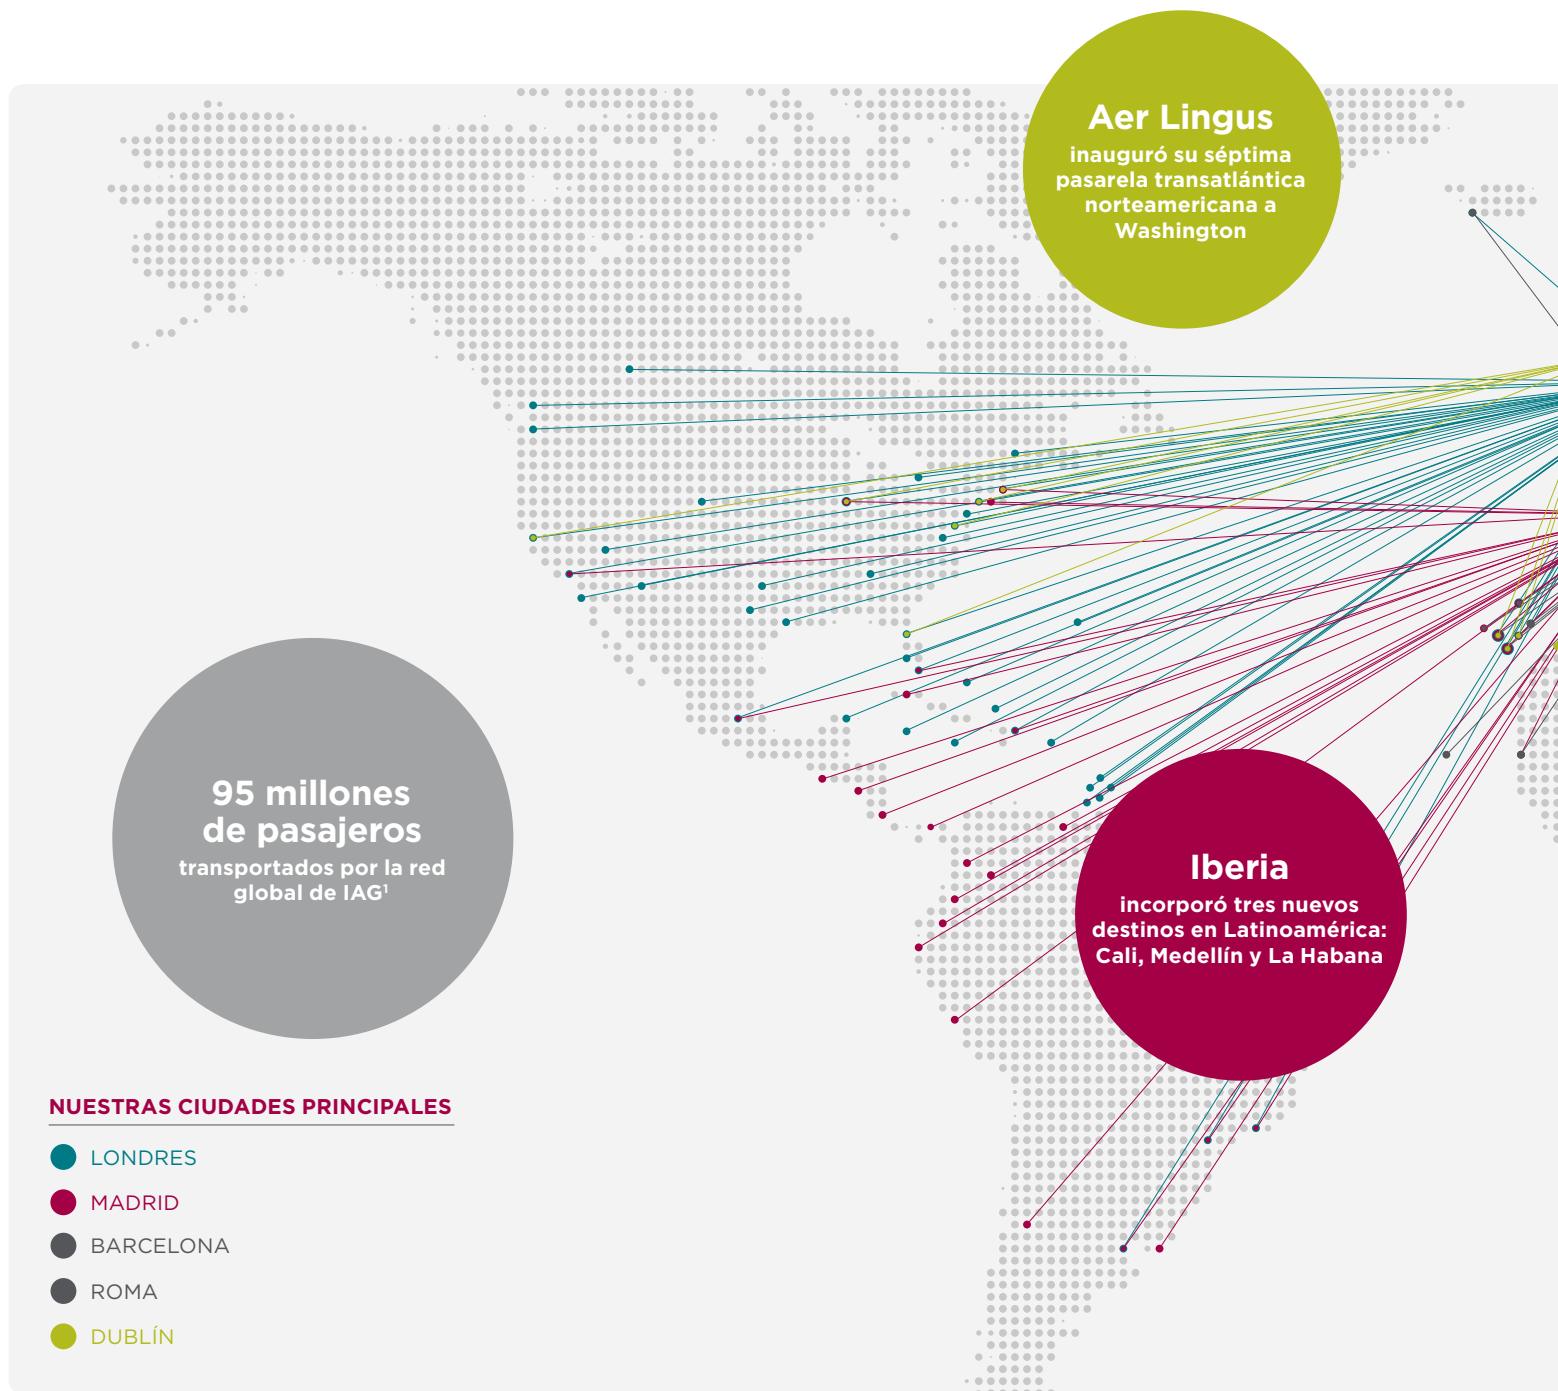 Aer Lingus
inauguró su séptima
pasarela transatlántica
norteamericana a
Washington
95 millones
de pasajeros
transportados por la red
global de IAG¹
Iberia
incorporó tres nuevos
destinos en Latinoamérica:
Cali, Medellín y La Habana
NUESTRAS CIUDADES PRINCIPALES
LONDRES
MADRID
BARCELONA
ROMA
DUBLÍN